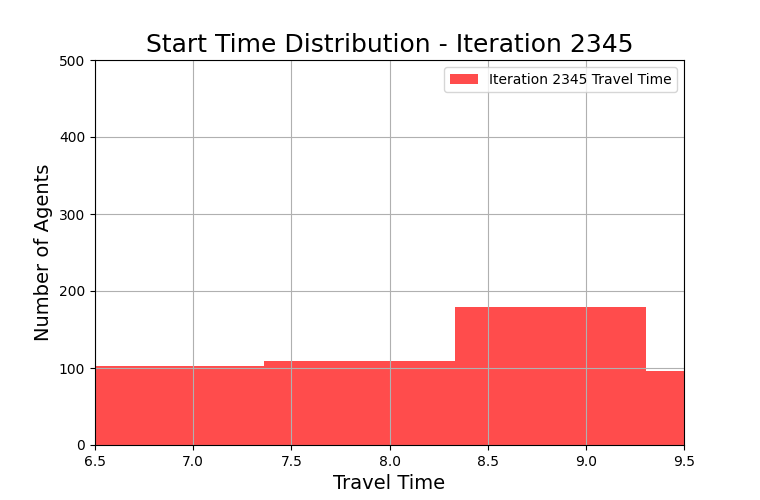 Start Time Distribution - Iteration 2345
Iteration 2345 Travel Time
Number of Agents
500
400
300
200
100
0
6.5 7.0 7.5 8.0 8.5 9.0 9.5
Travel Time